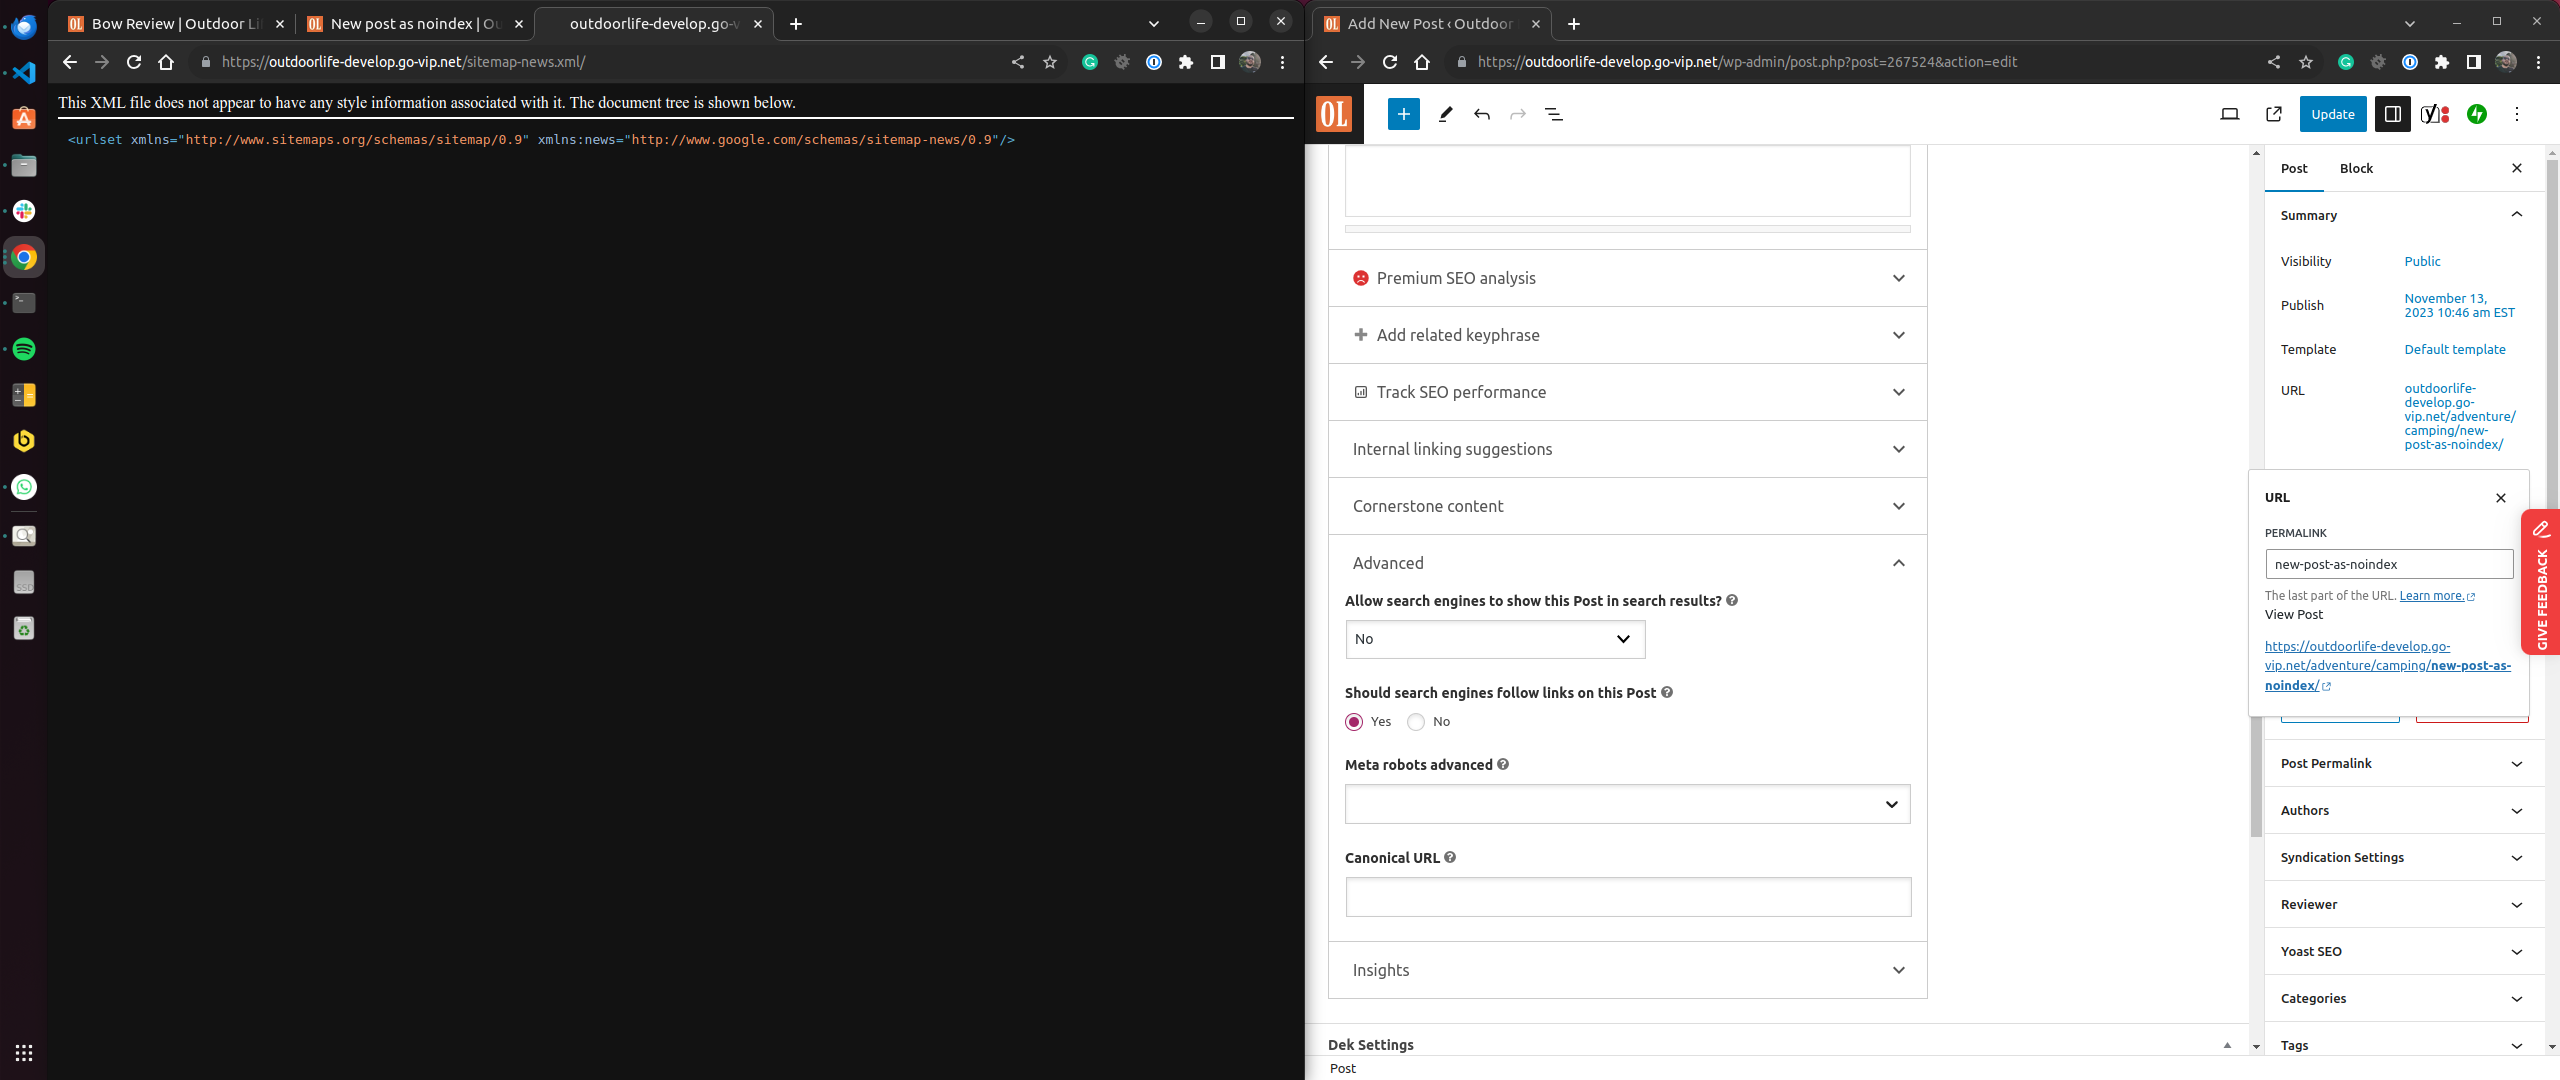 Bow Review | Outdoor Li
New post as noindex | Ou
outdoorlife-develop.go-v
https://outdoorlife-develop.go-vip.net/sitemap-news.xml/
This XML file does not appear to have any style information associated with it. The document tree is shown below.
<urlset xmlns="http://www.sitemaps.org/schemas/sitemap/0.9" xmlns:news="http://www.google.com/schemas/sitemap-news/0.9"/>
SSD
OL Add New Post ‹ Outdoor
https://outdoorlife-develop.go-vip.net/wp-admin/post.php?post=267524&action=edit
OL
Update
Premium SEO analysis
Add related keyphrase
Track SEO performance
Internal linking suggestions
Cornerstone content
Advanced
Allow search engines to show this Post in search results?
No
Should search engines follow links on this Post
Yes
No
Meta robots advanced
Canonical URL
Insights
Dek Settings
Post
Post
Block
Summary
Visibility
Public
Publish
November 13,
2023 10:46 am EST
Template
Default template
URL
outdoorlife-
develop.go-
vip.net/adventure/
camping/new-
post-as-noindex/
URL
PERMALINK
new-post-as-noindex
The last part of the URL. Learn more.
View Post
https://outdoorlife-develop.go-
vip.net/adventure/camping/new-post-as-
noindex/
GIVE FEEDBACK
Post Permalink
Authors
Syndication Settings
Reviewer
Yoast SEO
Categories
Tags